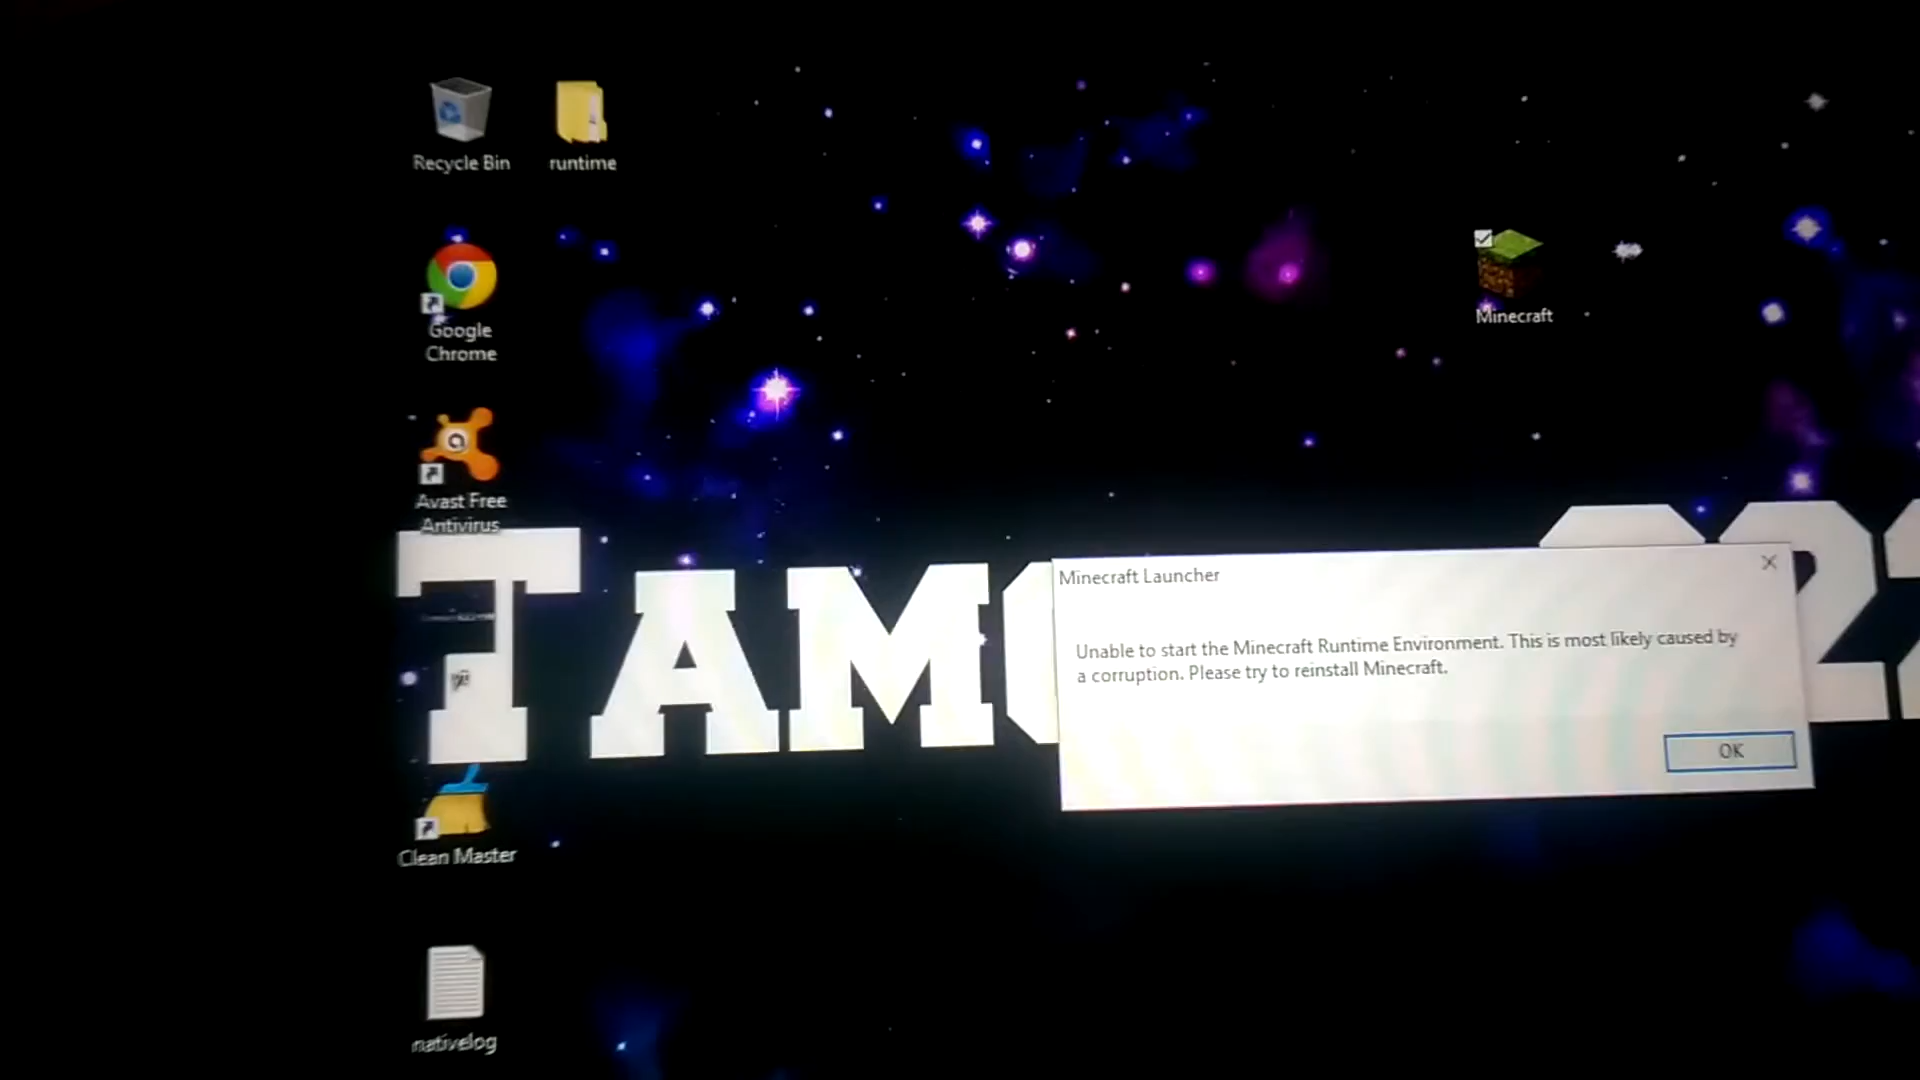 Recycle Bin
runtime
Google
Chrome
Minecraft
Avast Free
Antivirus
TAM
22
Minecraft Launcher
Unable to start the Minecraft Runtime Environment. This is most likely caused by
a corruption. Please try to reinstall Minecraft.
OK
Clean Master
nativelog